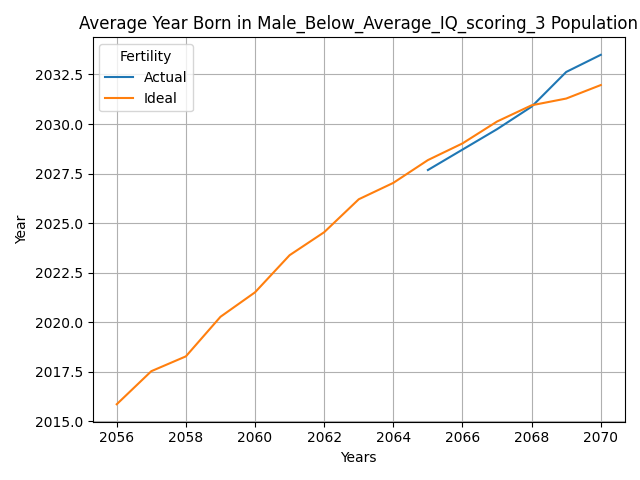 Average Year Born in Male_Below_Average_IQ_scoring_3 Population
Fertility
Actual
Ideal
2032.5
2030.0
2027.5
2025.0
2022.5
2020.0
2017.5
2015.0
Year
2056 2058 2060 2062 2064 2066 2068 2070
Years